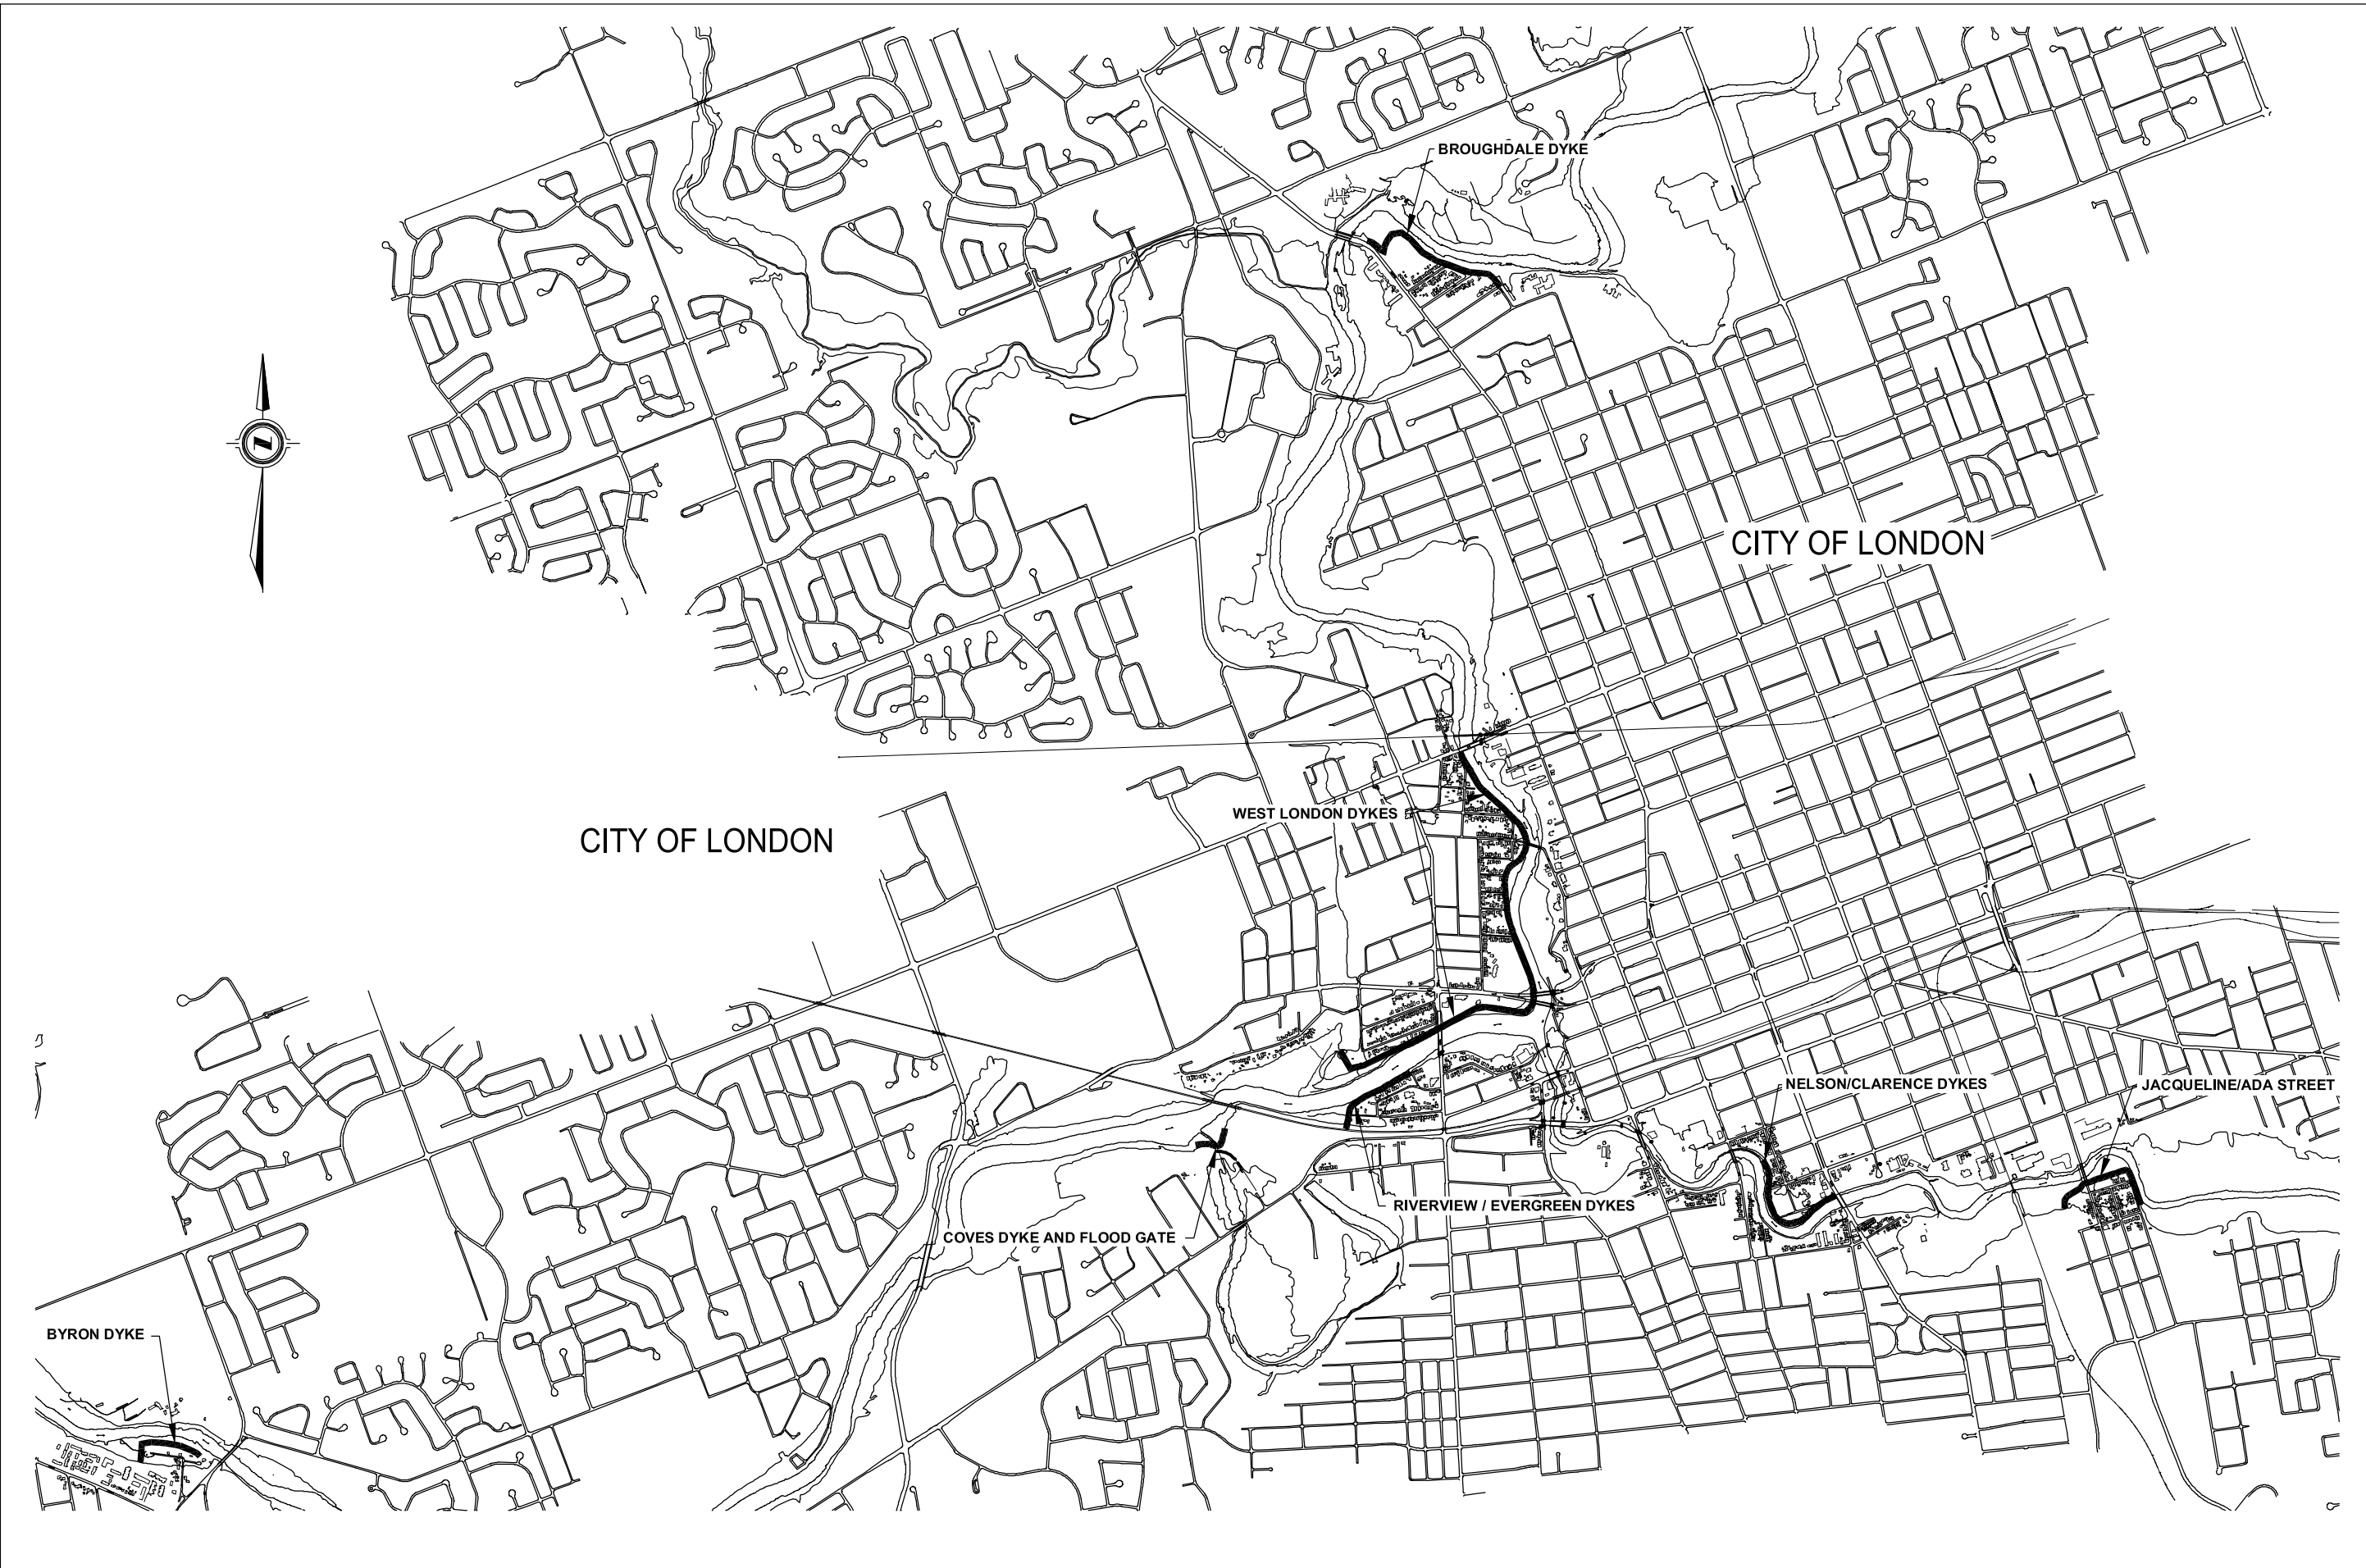 BROUGHDALE DYKE
CITY OF LONDON
WEST LONDON DYKES
CITY OF LONDON
NELSON/CLARENCE DYKES
JACQUELINE/ADA STREET
RIVERVIEW / EVERGREEN DYKES
COVES DYKE AND FLOOD GATE
BYRON DYKE